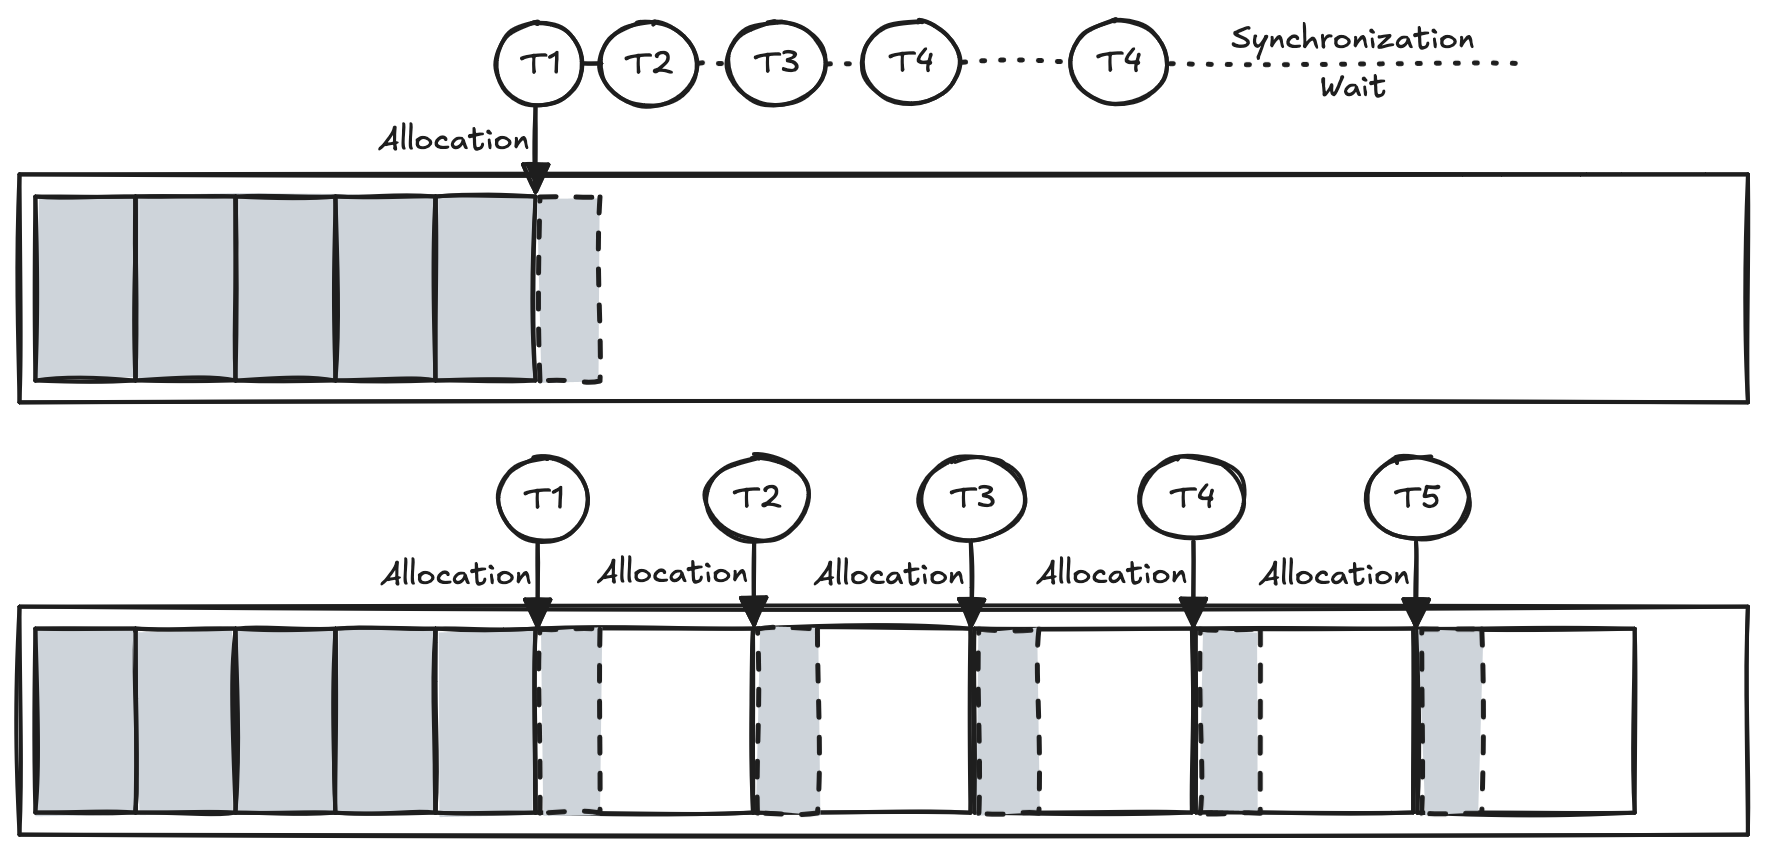 T1 T2 T3 T4 T4 Synchronization
Wait
Allocation
T1 T2 T3 T4 T5
Allocation Allocation Allocation Allocation Allocation